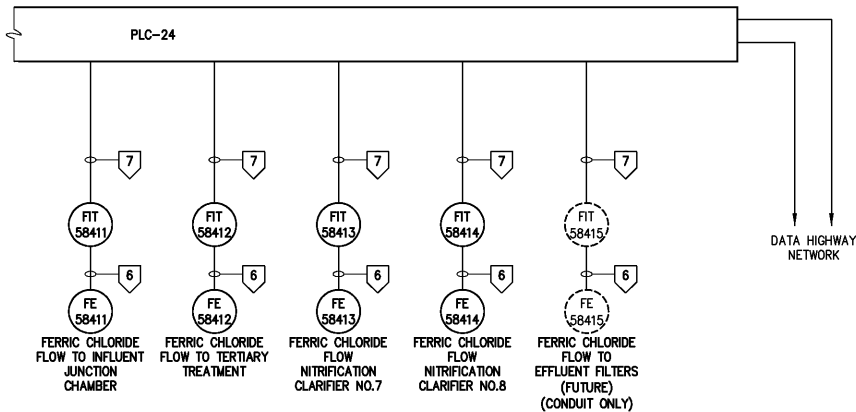 PLC-24
7
7
7
7
7
FIT
58411
FIT
58412
FIT
58413
FIT
58414
FIT
58415
6
6
6
6
6
FE
58411
FE
58412
FE
58413
FE
58414
FE
58415
FERRIC CHLORIDE
FLOW TO INFLUENT
JUNCTION
CHAMBER
FERRIC CHLORIDE
FLOW TO TERTIARY
TREATMENT
FERRIC CHLORIDE
FLOW
NITRIFICATION
CLARIFIER NO.7
FERRIC CHLORIDE
FLOW
NITRIFICATION
CLARIFIER NO.8
FERRIC CHLORIDE
FLOW TO
EFFLUENT FILTERS
(FUTURE)
(CONDUIT ONLY)
DATA HIGHWAY
NETWORK